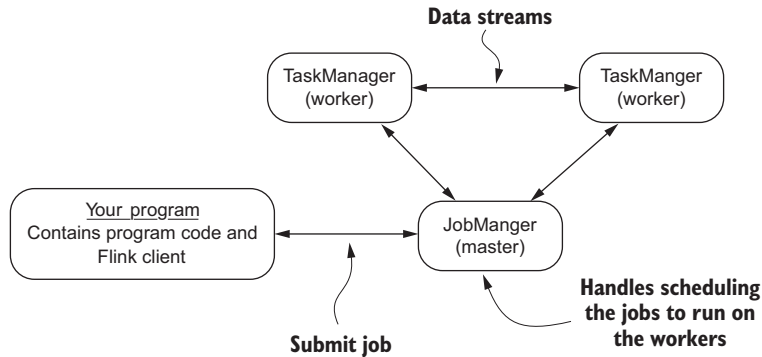 Data streams
TaskManager
(worker)
TaskManger
(worker)
Your program
Contains program code and
Flink client
JobManger
(master)
Submit job
Handles scheduling
the jobs to run on
the workers